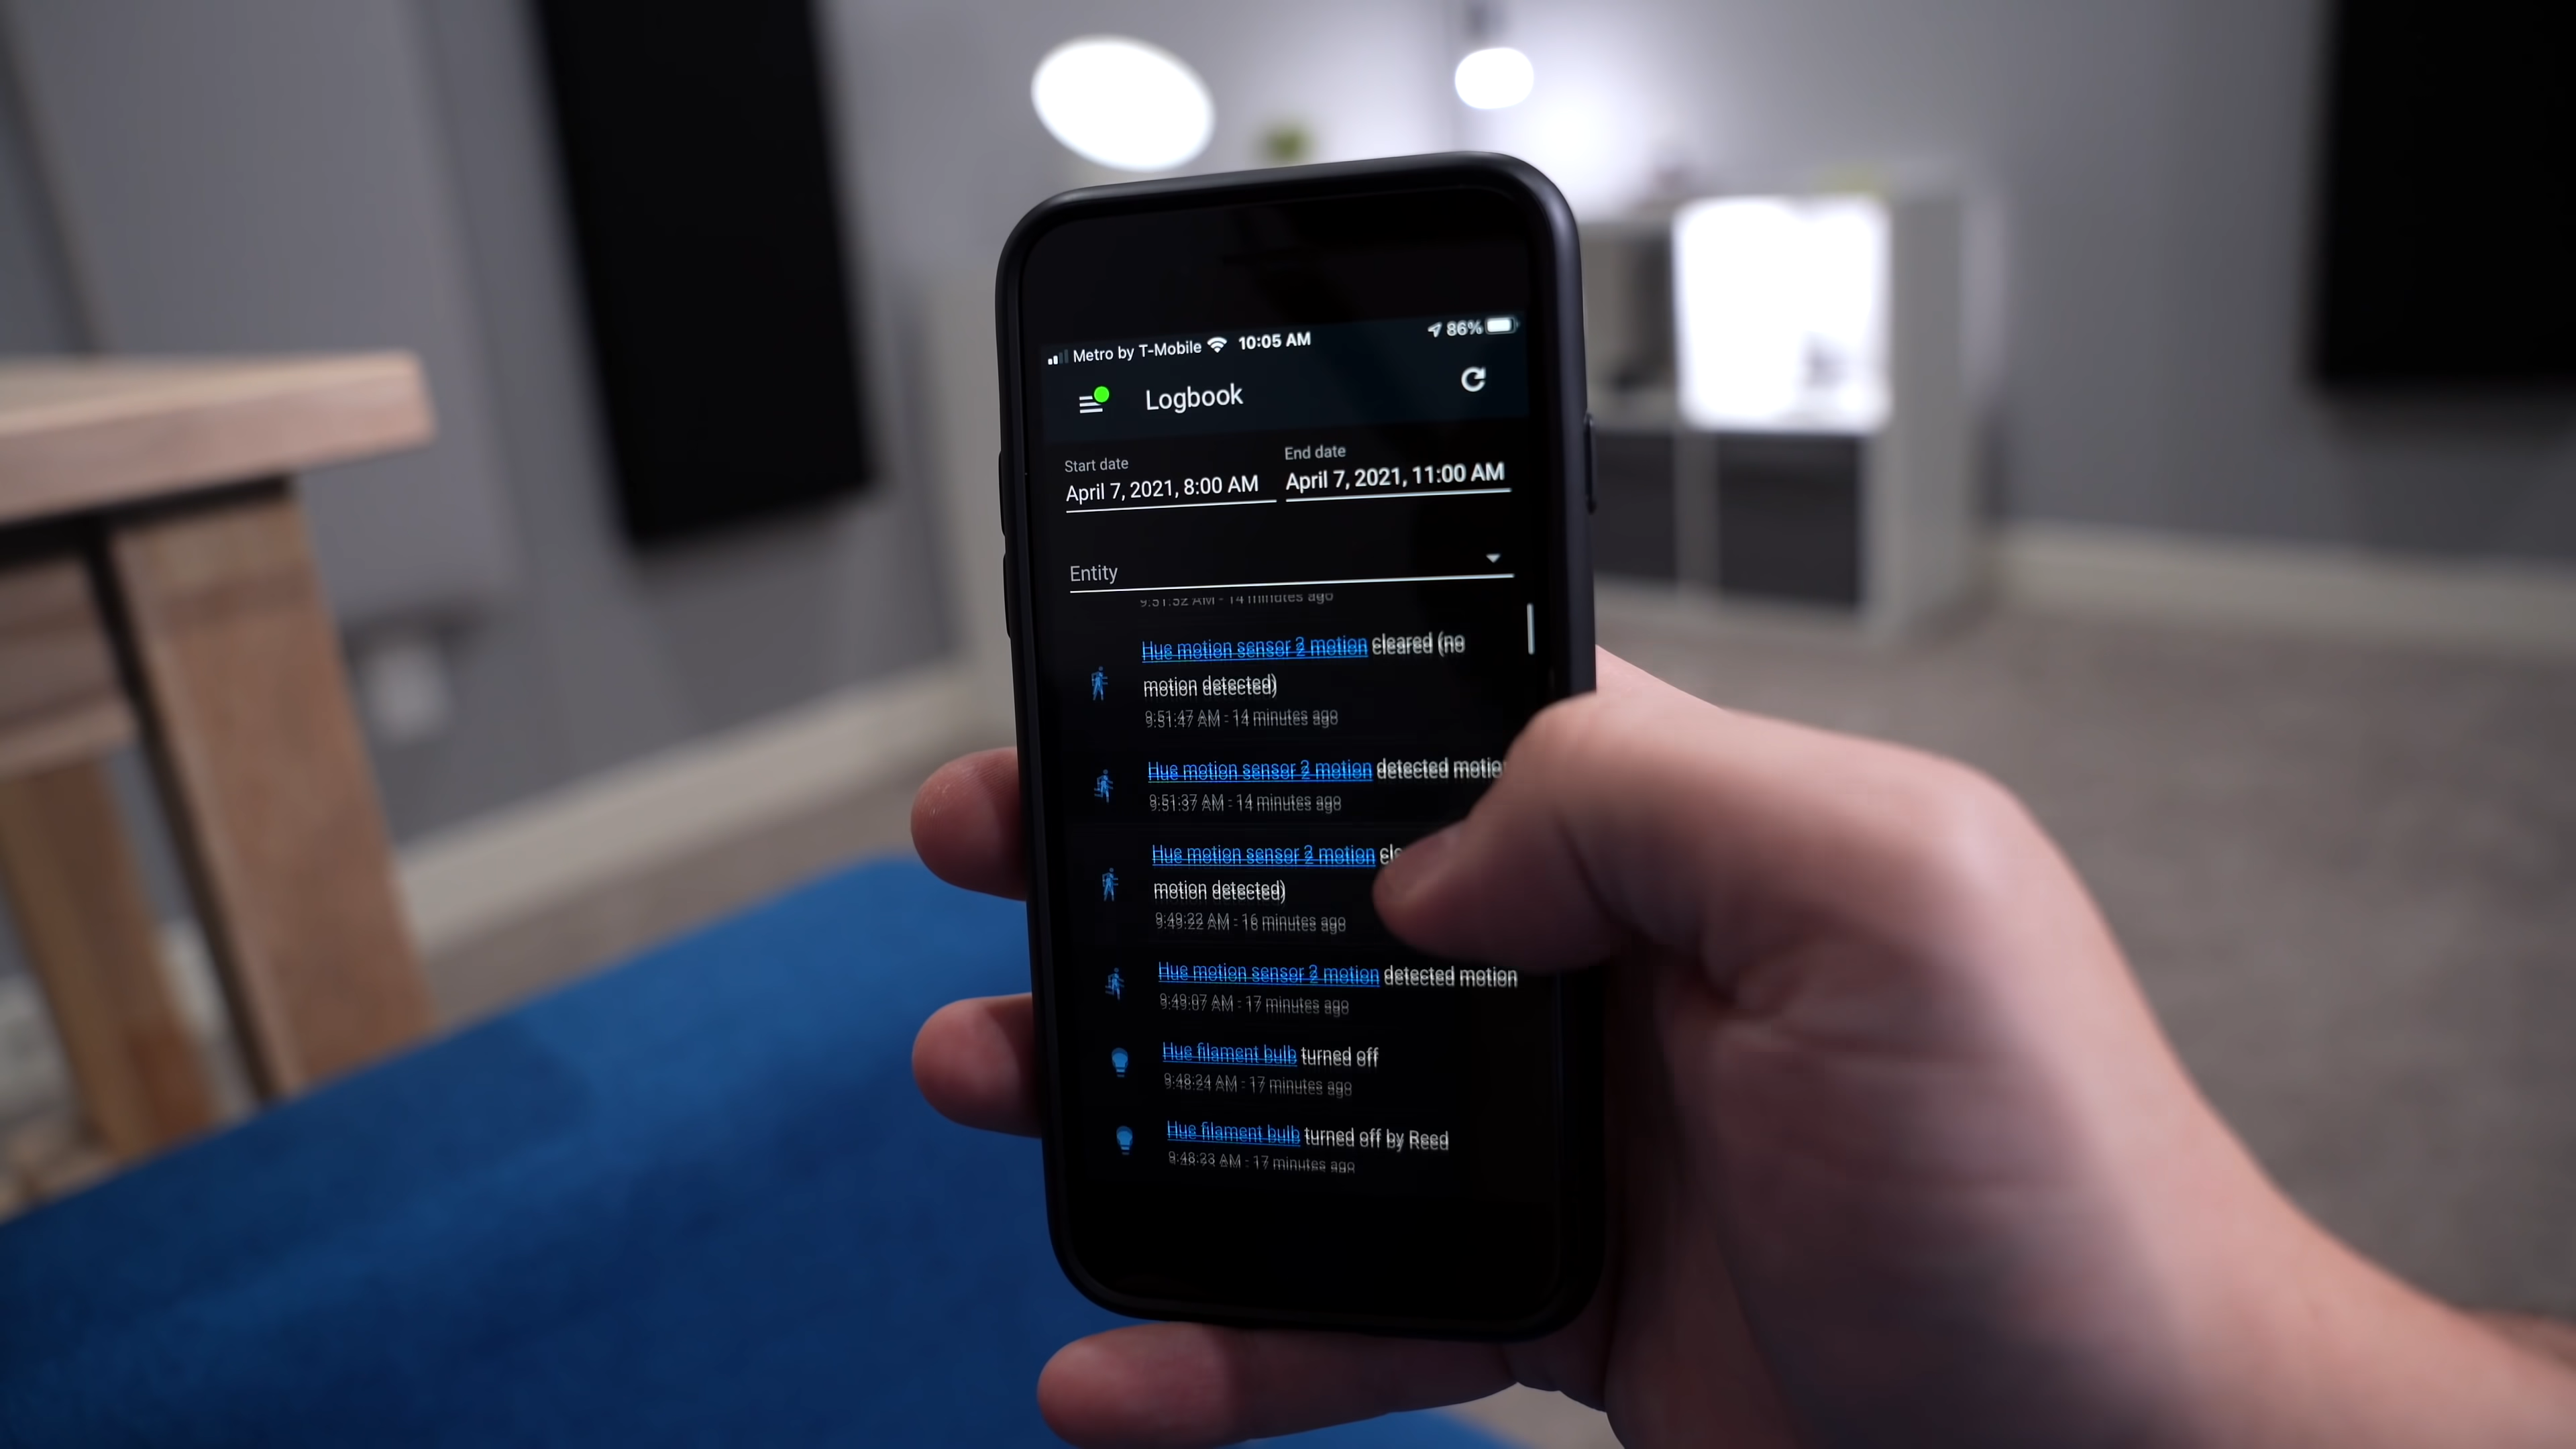 Metro by T-Mobile 10:05 AM 86%
Logbook
Start date End date
April 7, 2021, 8:00 AM April 7, 2021, 11:00 AM
Entity
9:51:52 AM - 14 minutes ago
Hue motion sensor 2 motion cleared (no
motion detected)
9:51:47 AM - 14 minutes ago
Hue motion sensor 2 motion detected motion
9:51:37 AM - 14 minutes ago
Hue motion sensor 2 motion
motion detected)
9:49:22 AM - 16 minutes ago
Hue motion sensor 2 motion detected motion
9:49:07 AM - 17 minutes ago
Hue filament bulb turned off
9:48:24 AM - 17 minutes ago
Hue filament bulb turned off by Reed
9:48:23 AM - 17 minutes ago